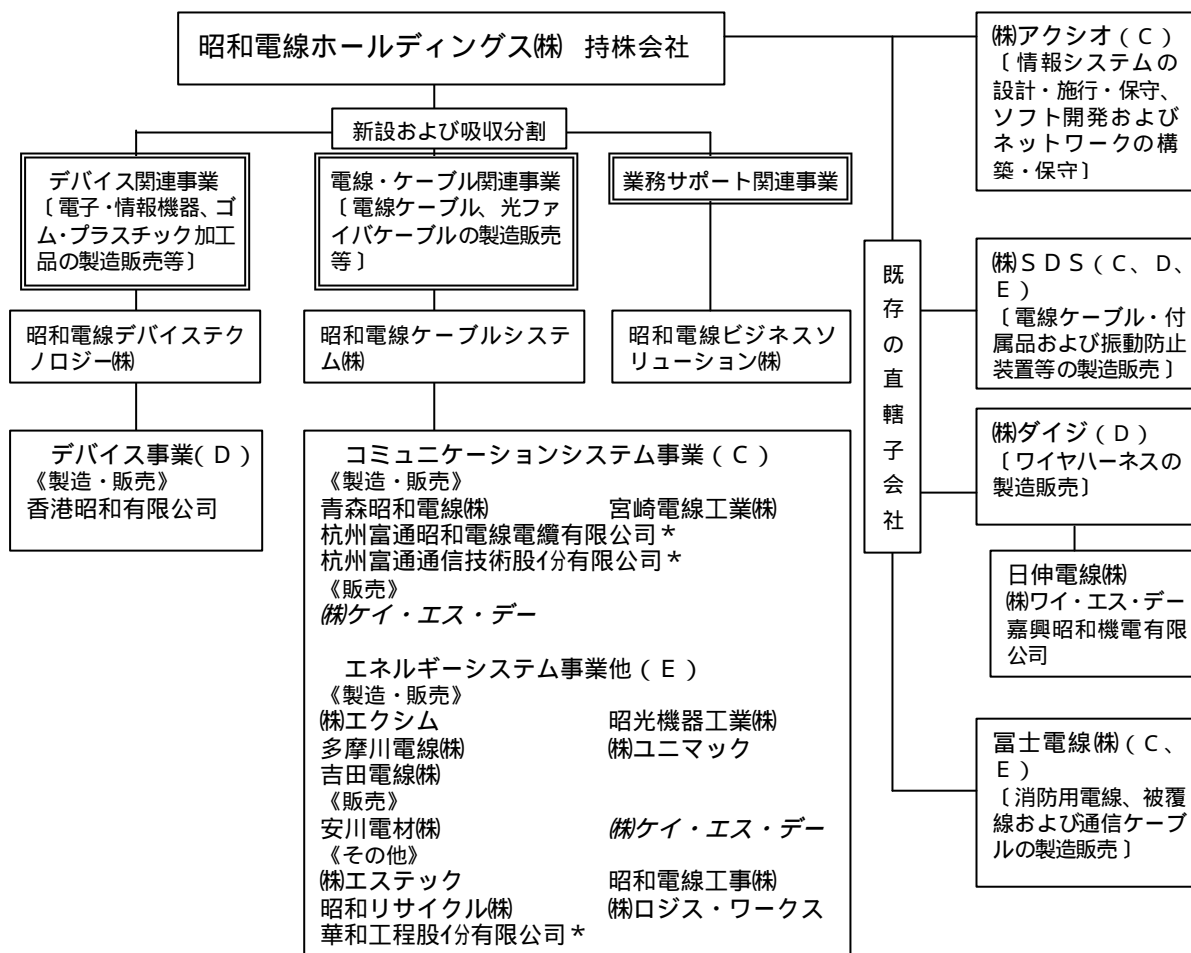 昭和電線ホールディングス㈱ 持株会社
新設および吸収分割
デバイス関連事業
〔電子・情報機器、ゴ
ム・プラスチック加工
品の製造販売等〕
電線・ケーブル関連事業
〔電線ケーブル、光ファ
イバケーブルの製造販売
等〕
業務サポート関連事業
昭和電線デバイステク
ノロジー㈱
昭和電線ケーブルシステ
ム㈱
昭和電線ビジネスソ
リューション㈱
デバイス事業(D)
《製造・販売》
香港昭和有限公司
コミュニケーションシステム事業(C)
《製造・販売》
青森昭和電線㈱ 宮崎電線工業㈱
杭州富通昭和電線電纜有限公司*
杭州富通通信技術股份有限公司*
《販売》
㈱ケイ・エス・デー
エネルギーシステム事業他(E)
《製造・販売》
㈱エクシム 昭光機器工業㈱
多摩川電線㈱ ㈱ユニマック
吉田電線㈱
《販売》
安川電材㈱ ㈱ケイ・エス・デー
《その他》
㈱エステック 昭和電線工事㈱
昭和リサイクル㈱ ㈱ロジス・ワークス
華和工程股份有限公司*
既存の直轄子会社
㈱アクシオ(C)
〔情報システムの
設計・施行・保守、
ソフト開発および
ネットワークの構
築・保守〕
㈱SDS(C、D、
E)
〔電線ケーブル・付
属品および振動防止
装置等の製造販売〕
㈱ダイジ(D)
〔ワイヤハーネスの
製造販売〕
日伸電線㈱
㈱ワイ・エス・デー
嘉興昭和機電有限
公司
冨士電線㈱(C、
E)
〔消防用電線、被覆
線および通信ケーブ
ルの製造販売〕